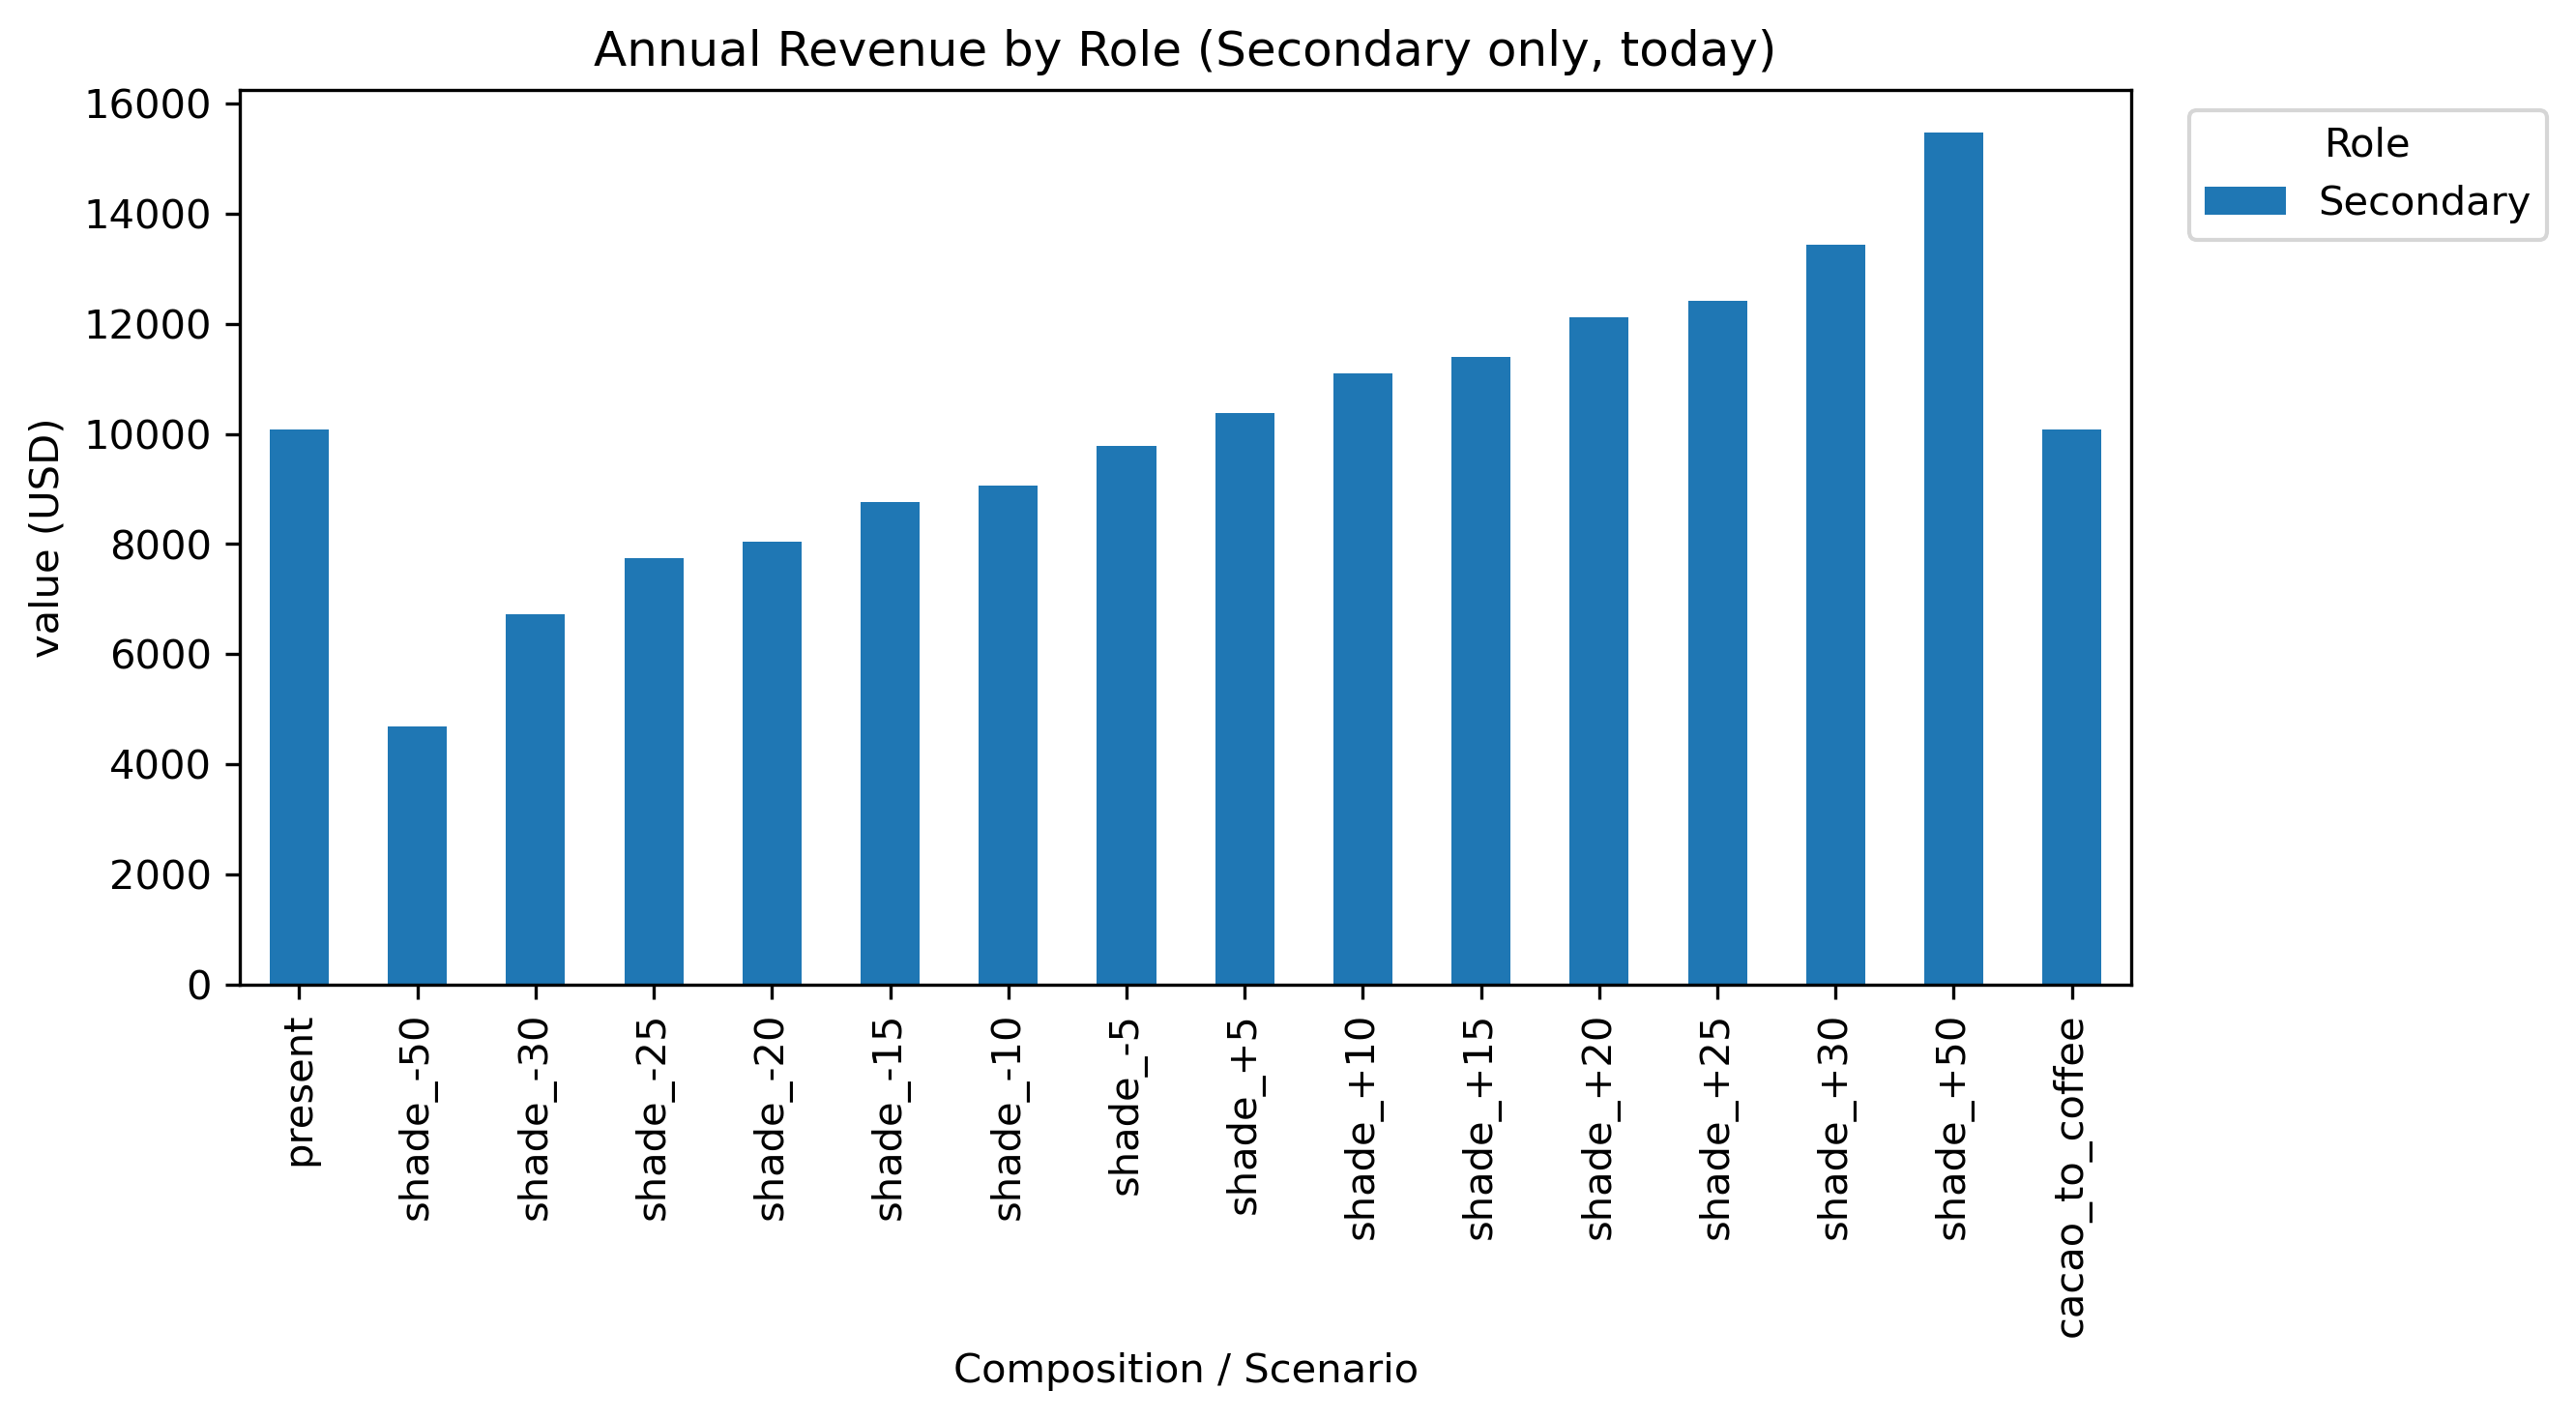 Annual Revenue by Role (Secondary only, today)
16000
14000
12000
10000
8000
6000
4000
2000
0
value (USD)
Role
Secondary
present
shade_-50
shade_-30
shade_-25
shade_-20
shade_-15
shade_-10
shade_-5
shade_+5
shade_+10
shade_+15
shade_+20
shade_+25
shade_+30
shade_+50
cacao_to_coffee
Composition / Scenario